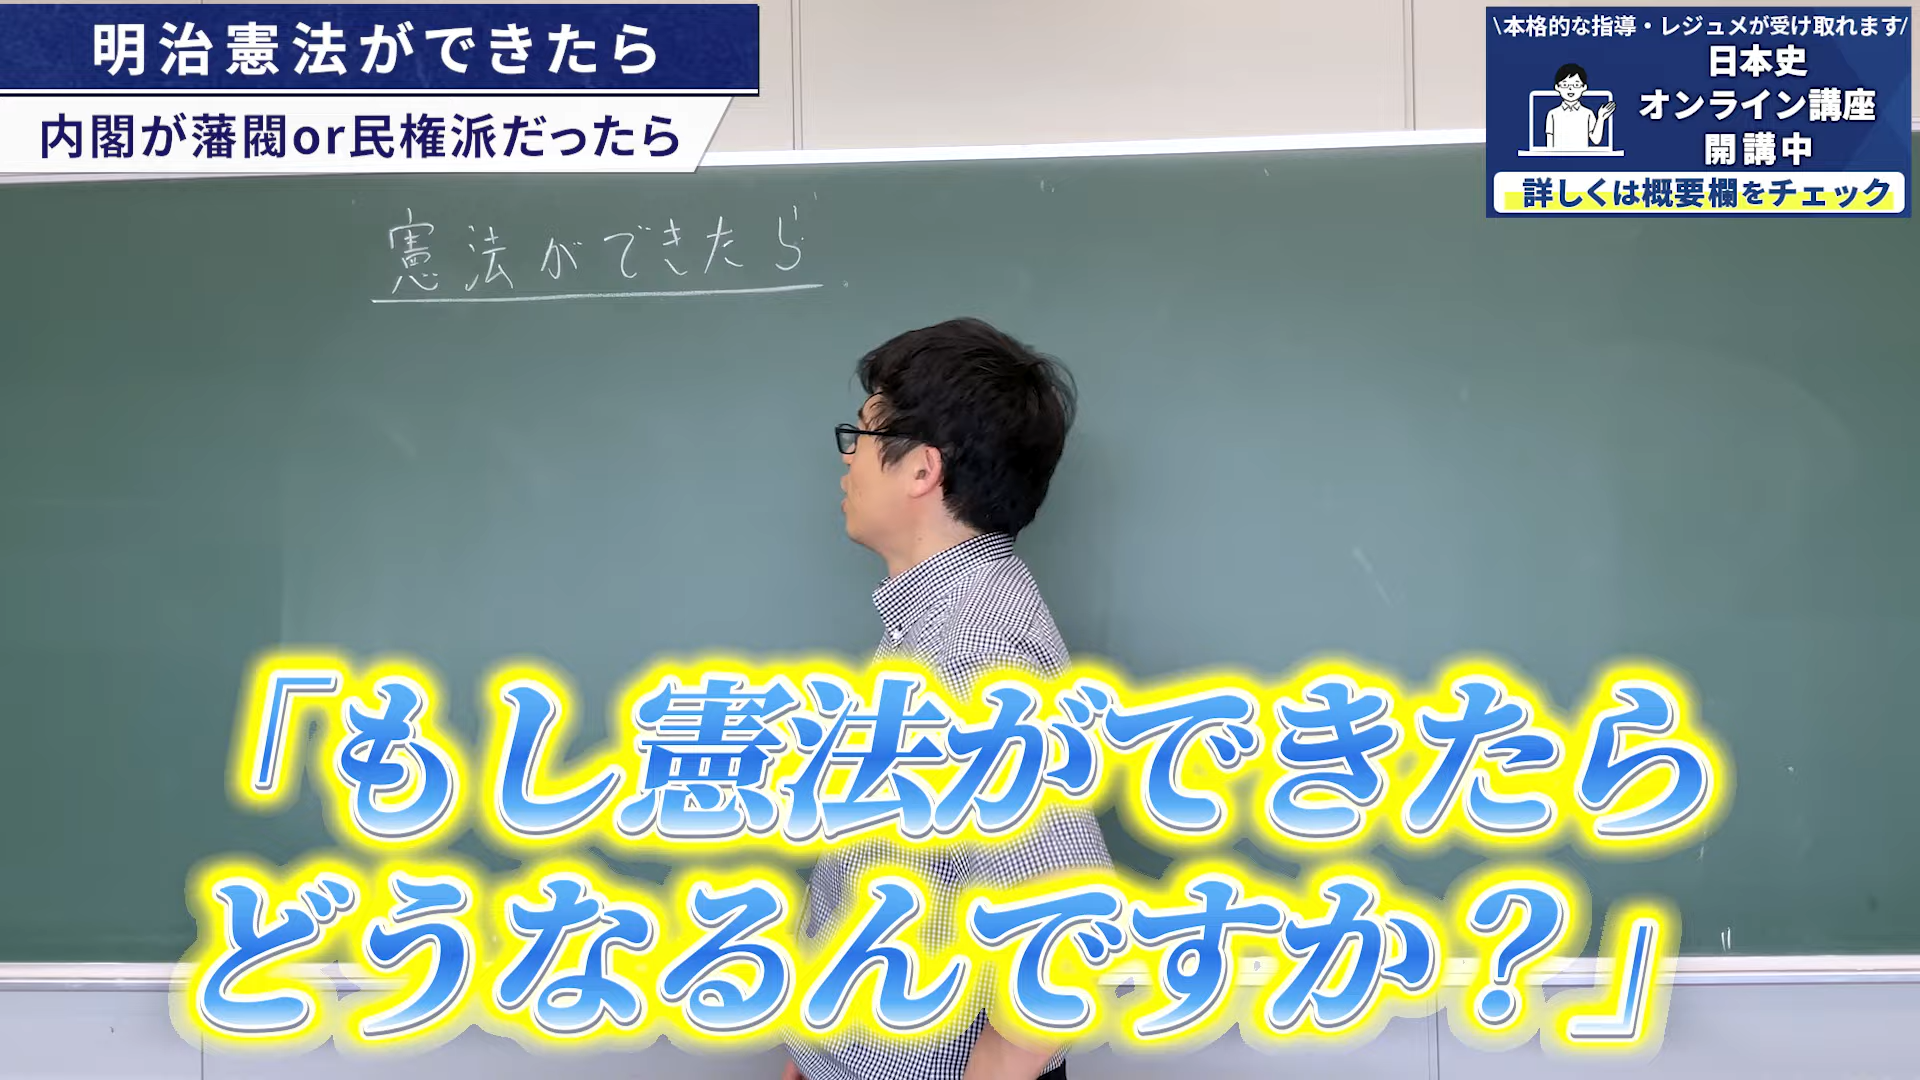 明治憲法ができたら
内閣が藩閥or民権派だったら
\本格的な指導・レジュメが受け取れます/
日本史
オンライン講座
開講中
詳しくは概要欄をチェック
憲法ができたら
『もし憲法ができたら
どうなるんですか？』